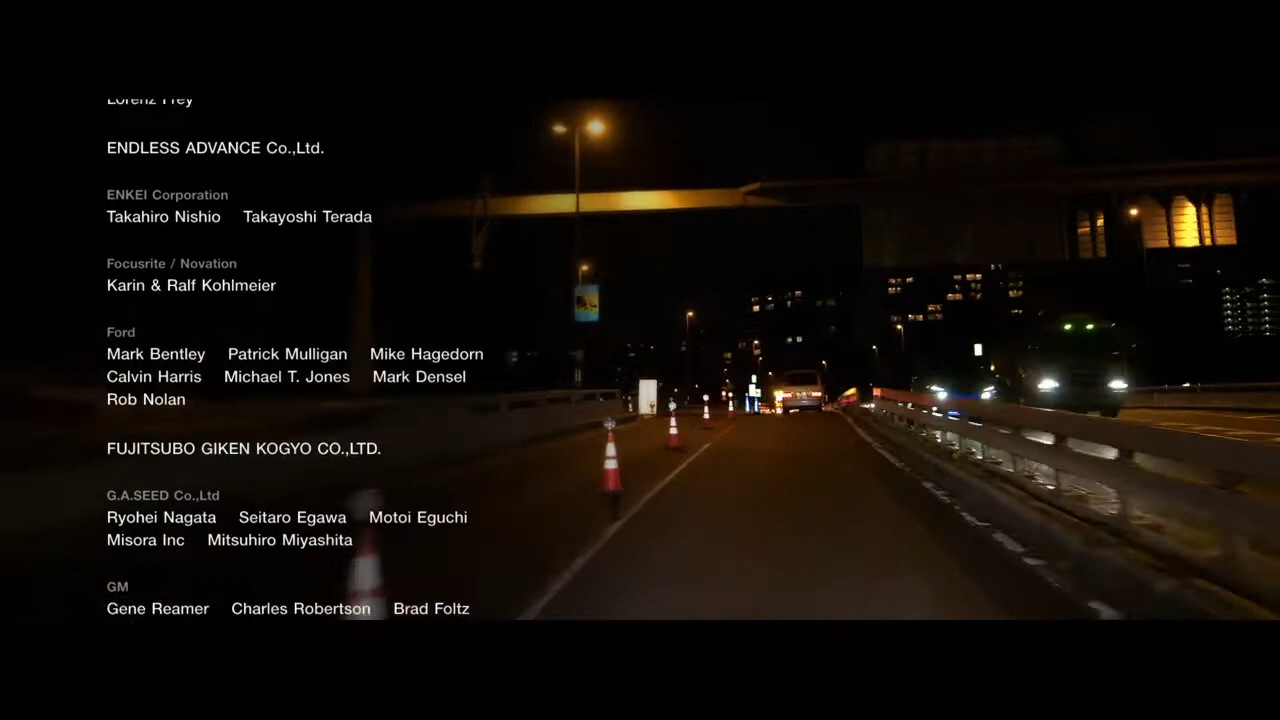 Lorenz Frey
ENDLESS ADVANCE Co.,Ltd.
ENKEI Corporation
Takahiro Nishio Takayoshi Terada
Focusrite / Novation
Karin & Ralf Kohlmeier
Ford
Mark Bentley Patrick Mulligan Mike Hagedorn
Calvin Harris Michael T. Jones Mark Densel
Rob Nolan
FUJITSUBO GIKEN KOGYO CO.,LTD.
G.A.SEED Co.,Ltd
Ryohei Nagata Seitaro Egawa Motoi Eguchi
Misora Inc Mitsuhiro Miyashita
GM
Gene Reamer Charles Robertson Brad Foltz